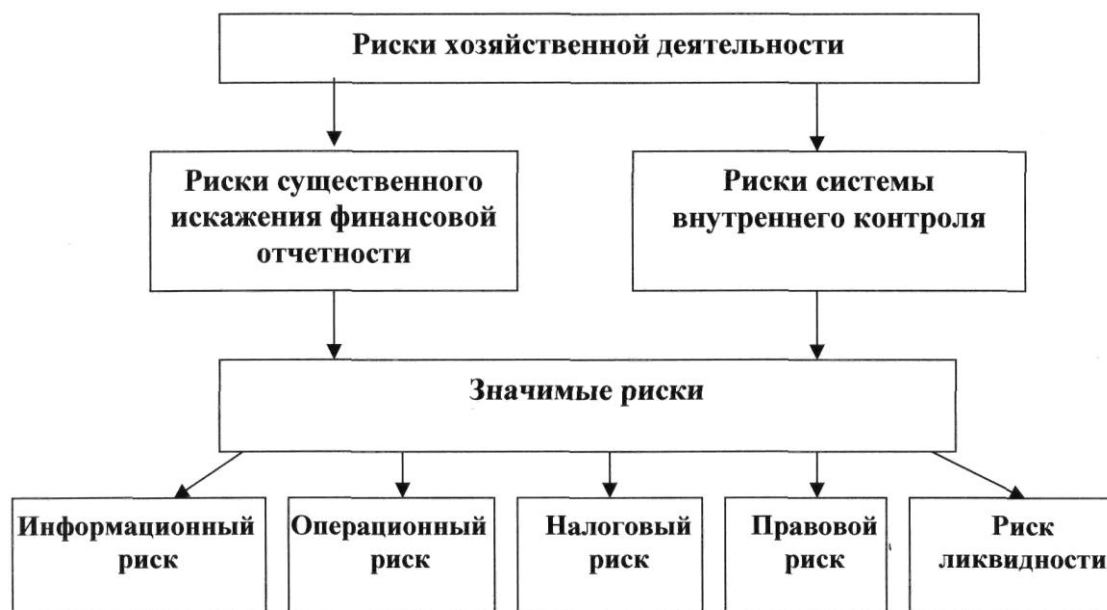 Риски хозяйственной деятельности
Риски существенного
искажения финансовой
отчетности
Риски системы
внутреннего контроля
Значимые риски
Информационный
риск
Операционный
риск
Налоговый
риск
Правовой
риск
Риск
ликвидности